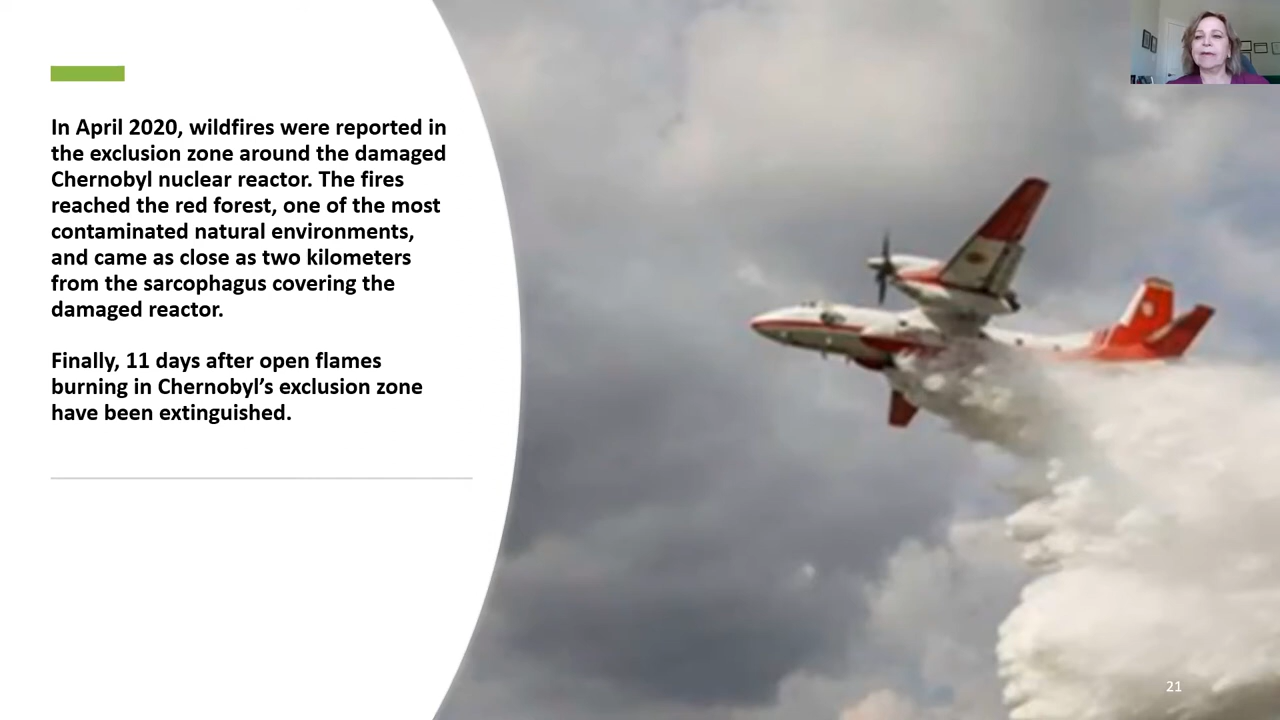 In April 2020, wildfires were reported in
the exclusion zone around the damaged
Chernobyl nuclear reactor. The fires
reached the red forest, one of the most
contaminated natural environments,
and came as close as two kilometers
from the sarcophagus covering the
damaged reactor.
Finally, 11 days after open flames
burning in Chernobyl’s exclusion zone
have been extinguished.
21